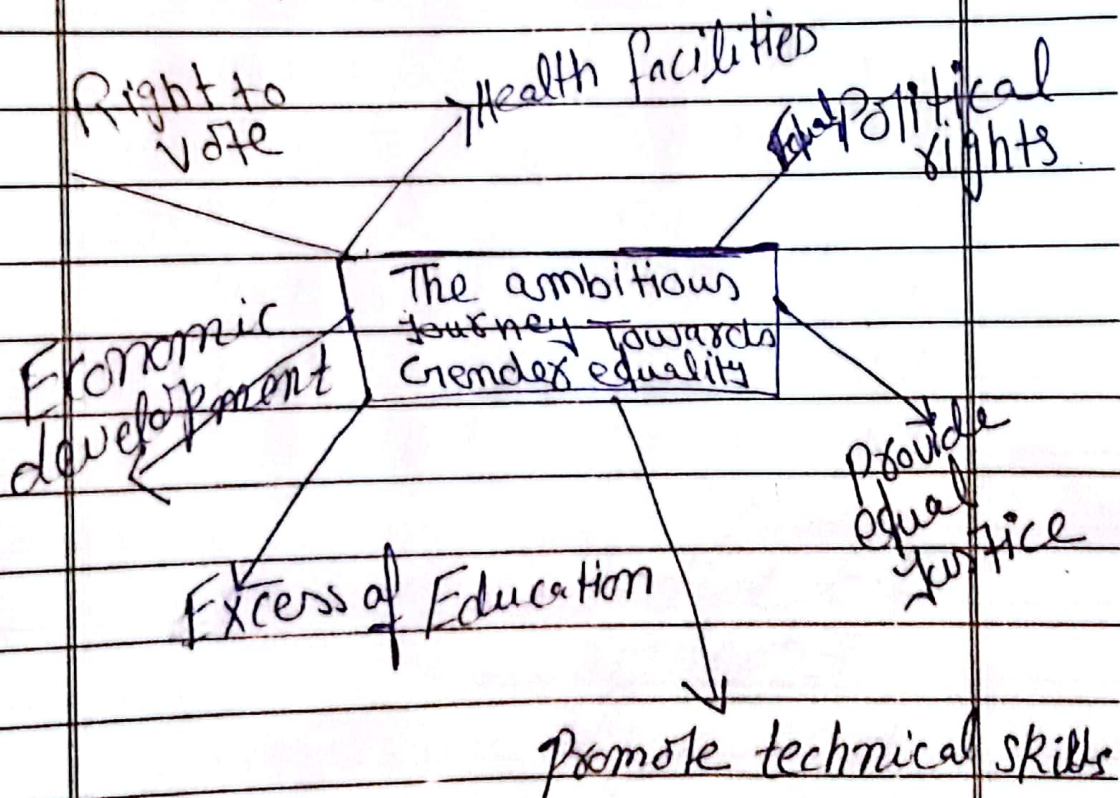 Right to
vote
Health facilities
Equal Political
rights
The ambitious
Journey Towards
Gender equality
Economic
development
Provide
equal
Justice
Excess of Education
Promote technical skills